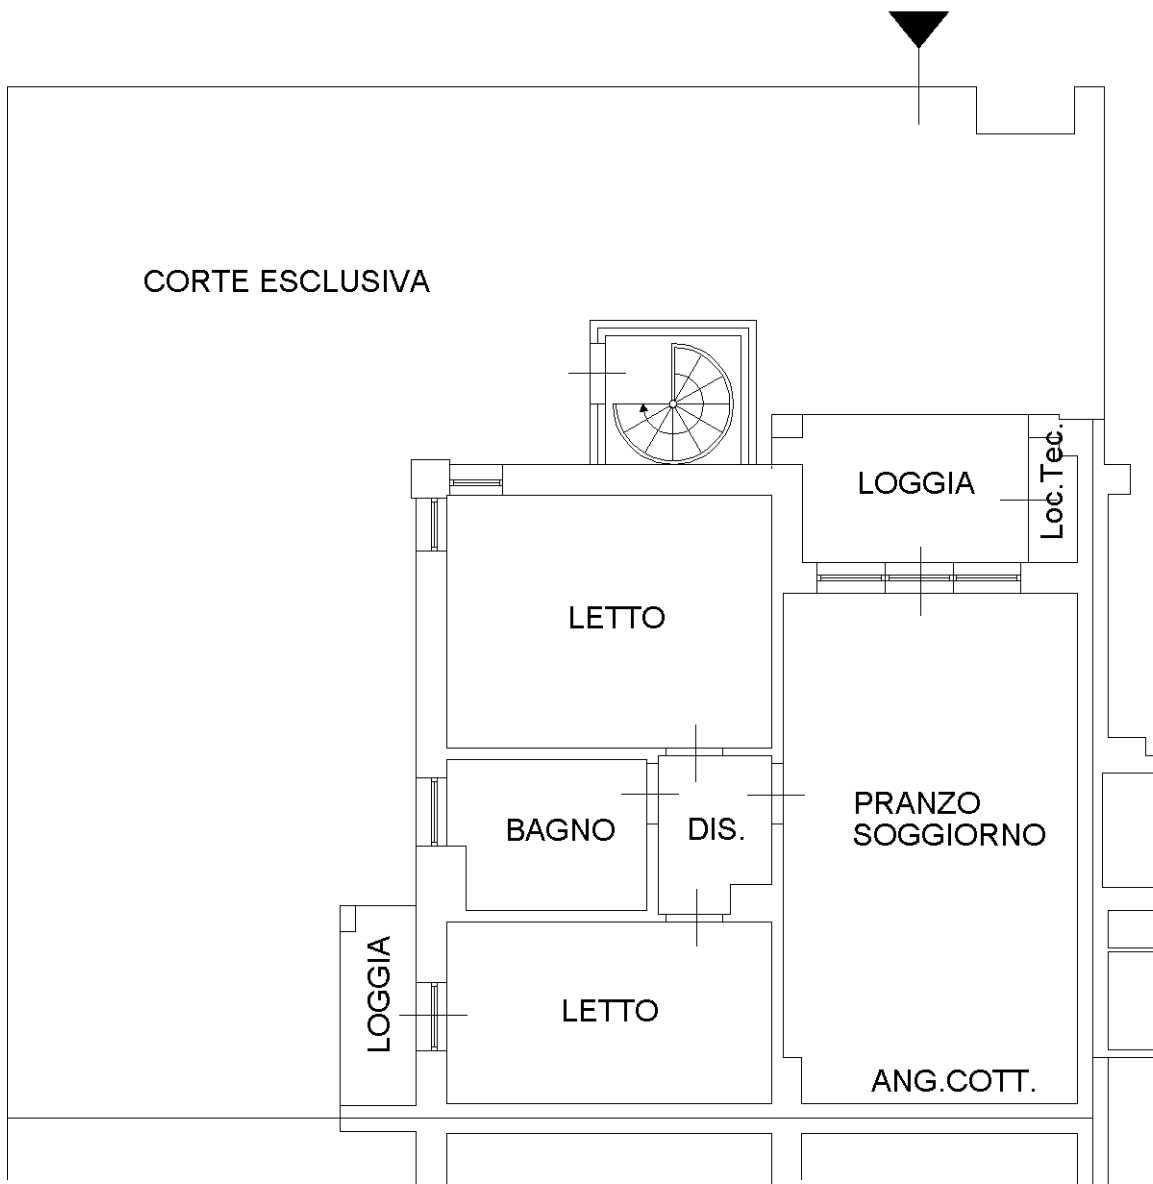 CORTE ESCLUSIVA
LOGGIA
Loc.Tec.
LETTO
PRANZO
SOGGIORNO
BAGNO
DIS.
LOGGIA
LETTO
ANG.COTT.